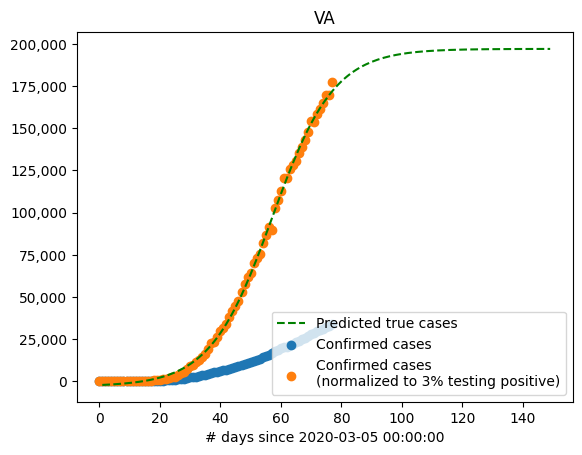 VA
200,000
175,000
150,000
125,000
100,000
75,000
50,000
25,000
0
Predicted true cases
Confirmed cases
Confirmed cases
(normalized to 3% testing positive)
0 20 40 60 80 100 120 140
# days since 2020-03-05 00:00:00